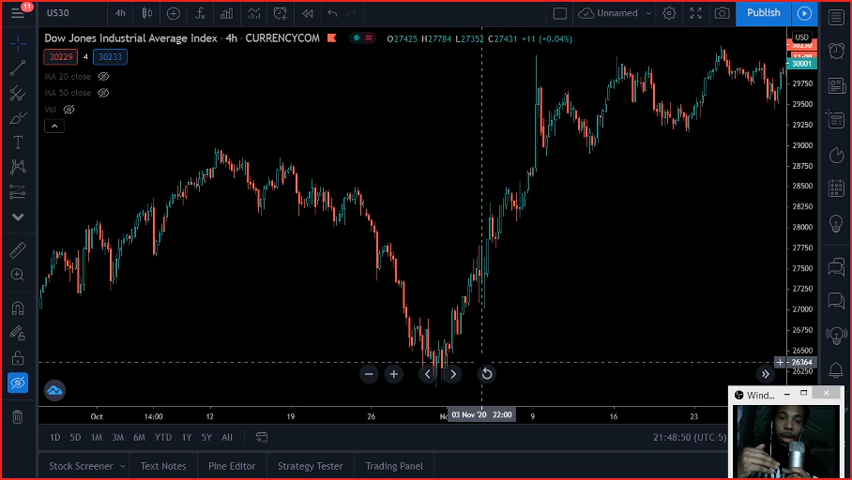 11
US30
4h
Unnamed
Publish
Dow Jones Industrial Average Index · 4h · CURRENCYCOM
O27425 H27784 L27352 C27431 +11 (+0.04%)
USD
30229 4 30233
30001
MA 20 close
MA 50 close
Vol
29750
29500
29250
29000
28750
28500
28250
28000
27750
27500
27250
27000
26750
26500
26364
26250
Oct 14:00 12 19 26 03 Nov '20 22:00 9 16 23
1D 5D 1M 3M 6M YTD 1Y 5Y All
21:48:50 (UTC-5)
Stock Screener Text Notes Pine Editor Strategy Tester Trading Panel
Wind...